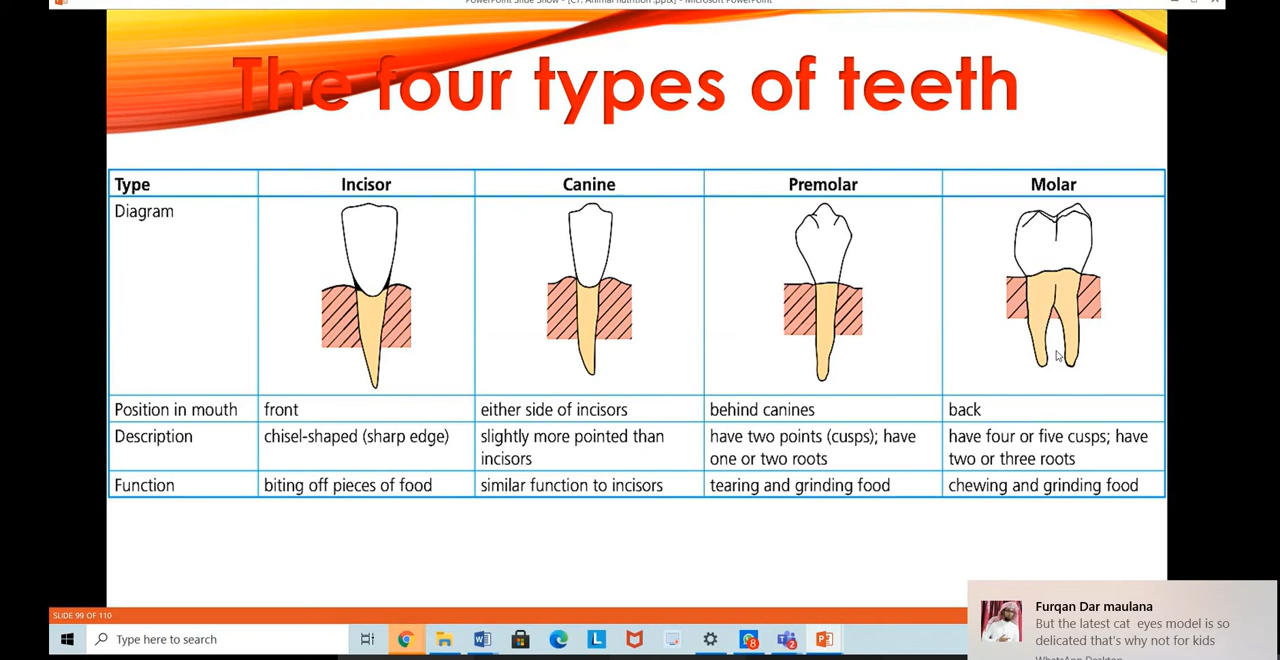 PowerPoint Slide Show - [C7. Animal nutrition .pptx] - Microsoft PowerPoint
The four types of teeth
Type Incisor Canine Premolar Molar
Diagram
Position in mouth front either side of incisors behind canines back
Description chisel-shaped (sharp edge) slightly more pointed than have two points (cusps); have have four or five cusps; have
incisors one or two roots two or three roots
Function biting off pieces of food similar function to incisors tearing and grinding food chewing and grinding food
Furqan Dar maulana
But the latest cat eyes model is so
delicated that's why not for kids
WhatsApp Desktop
SLIDE 99 OF 110
Type here to search
L
8
2